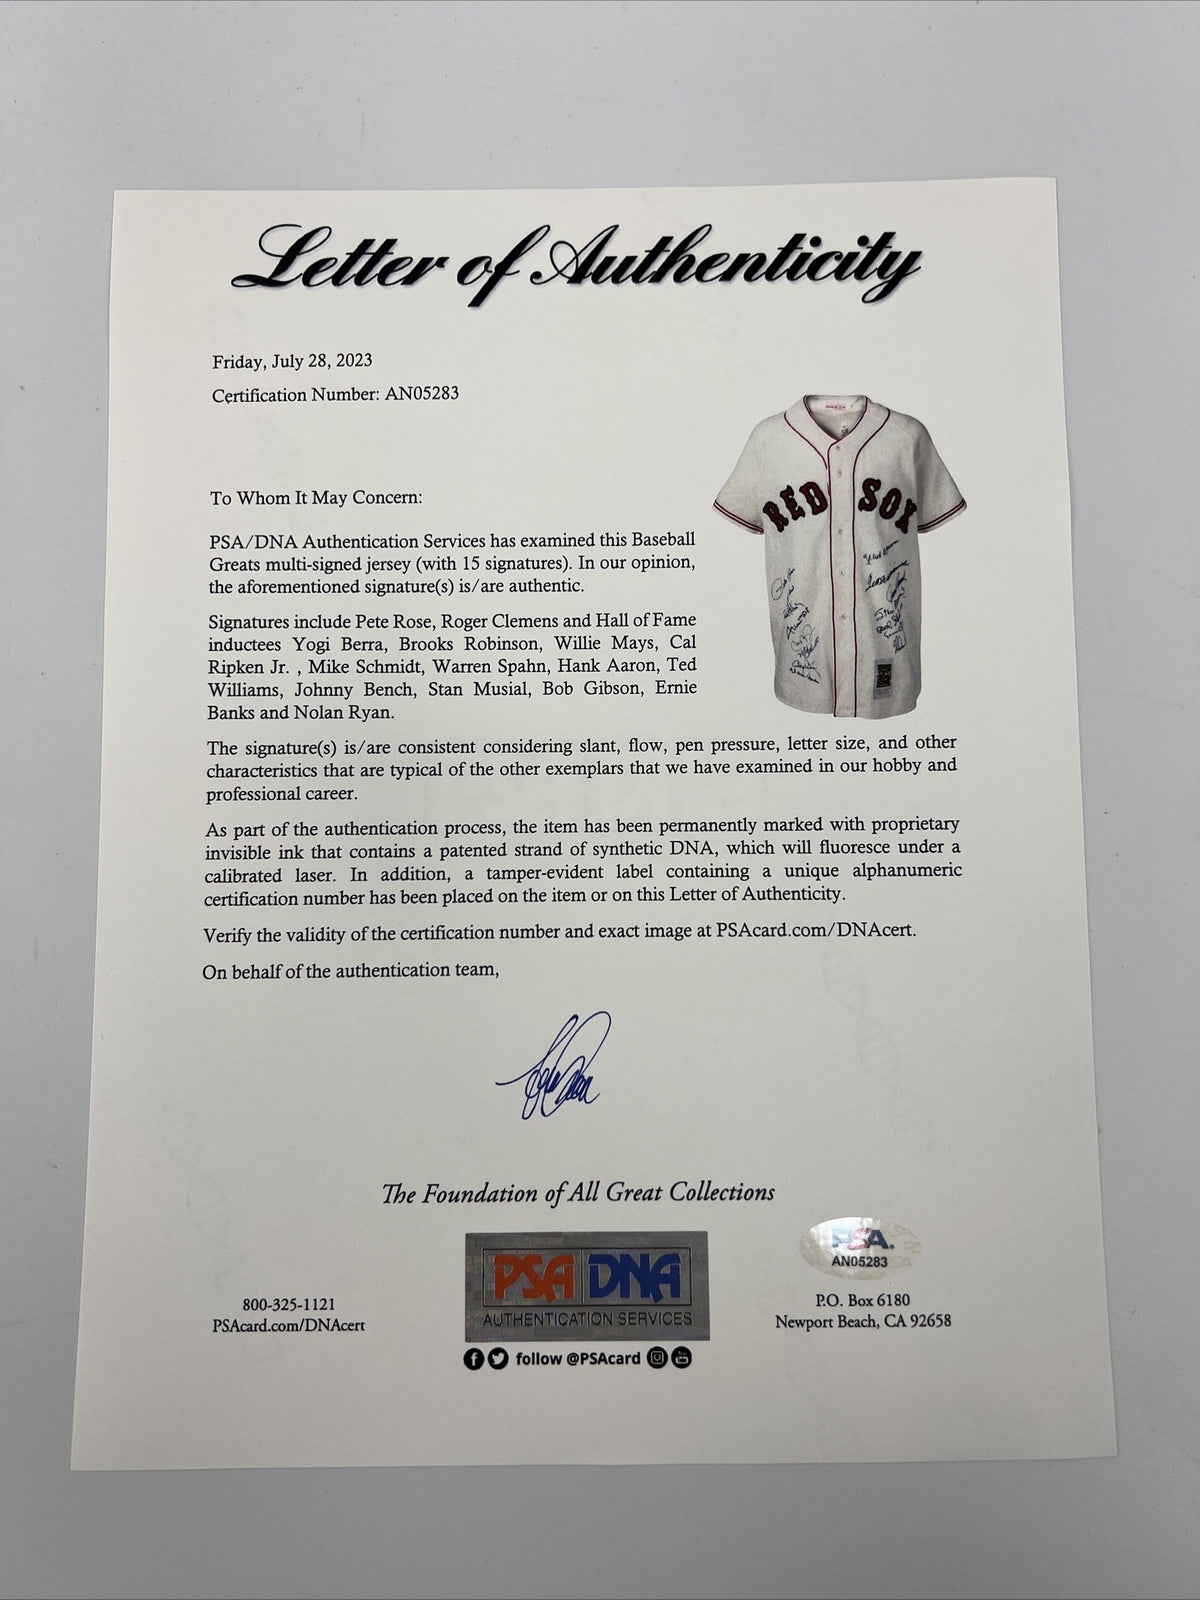 Letter of Authenticity
Friday, July 28, 2023
Certification Number: AN05283
To Whom It May Concern:
PSA/DNA Authentication Services has examined this Baseball
Greats multi-signed jersey (with 15 signatures). In our opinion,
the aforementioned signature(s) is/are authentic.
Signatures include Pete Rose, Roger Clemens and Hall of Fame
inductees Yogi Berra, Brooks Robinson, Willie Mays, Cal
Ripken Jr. , Mike Schmidt, Warren Spahn, Hank Aaron, Ted
Williams, Johnny Bench, Stan Musial, Bob Gibson, Ernie
Banks and Nolan Ryan.
RED SOX
The signature(s) is/are consistent considering slant, flow, pen pressure, letter size, and other
characteristics that are typical of the other exemplars that we have examined in our hobby and
professional career.
As part of the authentication process, the item has been permanently marked with proprietary
invisible ink that contains a patented strand of synthetic DNA, which will fluoresce under a
calibrated laser. In addition, a tamper-evident label containing a unique alphanumeric
certification number has been placed on the item or on this Letter of Authenticity.
Verify the validity of the certification number and exact image at PSAcard.com/DNAcert.
On behalf of the authentication team,
The Foundation of All Great Collections
800-325-1121
PSAcard.com/DNAcert
PSA DNA
AUTHENTICATION SERVICES
follow @PSAcard
PSA.
AN05283
P.O. Box 6180
Newport Beach, CA 92658